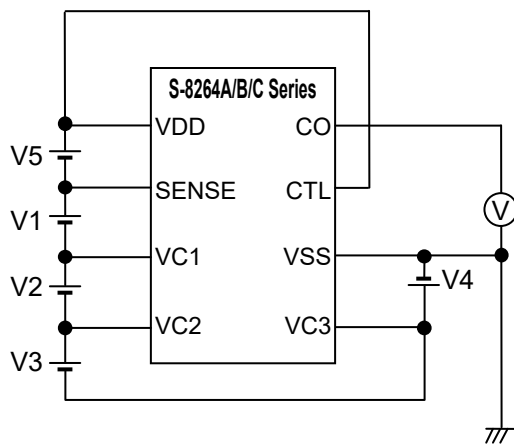 S-8264A/B/C Series
VDD
CO
V5
SENSE
CTL
V1
V
VC1
VSS
V2
V4
VC2
VC3
V3